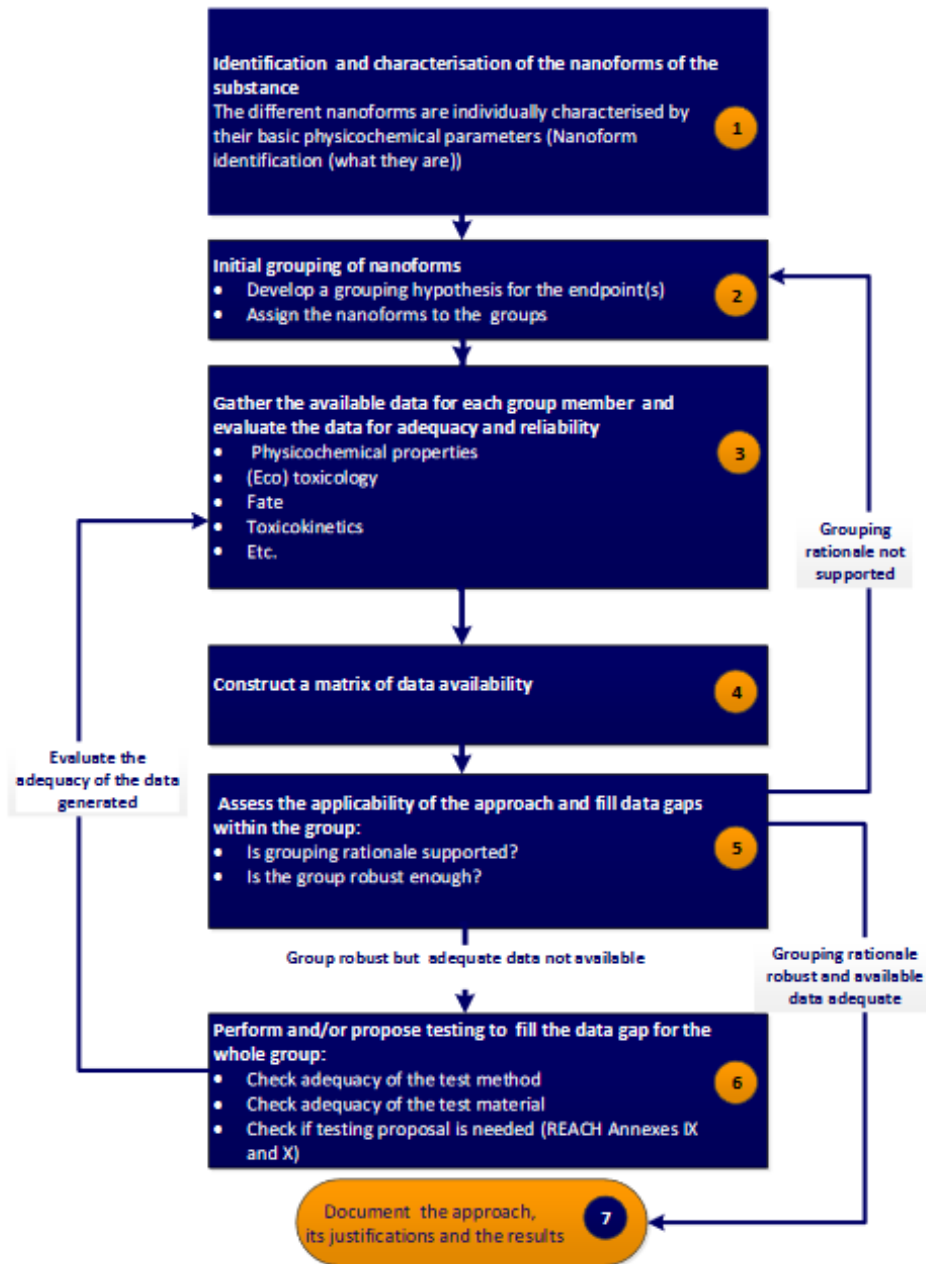 Identification and characterisation of the nanoforms of the
substance
The different nanoforms are individually characterised by
their basic physicochemical parameters (Nanoform
identification (what they are))
1
Initial grouping of nanoforms
• Develop a grouping hypothesis for the endpoint(s)
• Assign the nanoforms to the groups
2
Gather the available data for each group member and
evaluate the data for adequacy and reliability
• Physicochemical properties
• (Eco) toxicology
• Fate
• Toxicokinetics
• Etc.
3
Grouping
rationale not
supported
Construct a matrix of data availability
4
Evaluate the
adequacy of the data
generated
Assess the applicability of the approach and fill data gaps
within the group:
• Is grouping rationale supported?
• Is the group robust enough?
5
Group robust but adequate data not available
Grouping rationale
robust and available
data adequate
Perform and/or propose testing to fill the data gap for the
whole group:
• Check adequacy of the test method
• Check adequacy of the test material
• Check if testing proposal is needed (REACH Annexes IX
and X)
6
Document the approach,
its justifications and the results
7